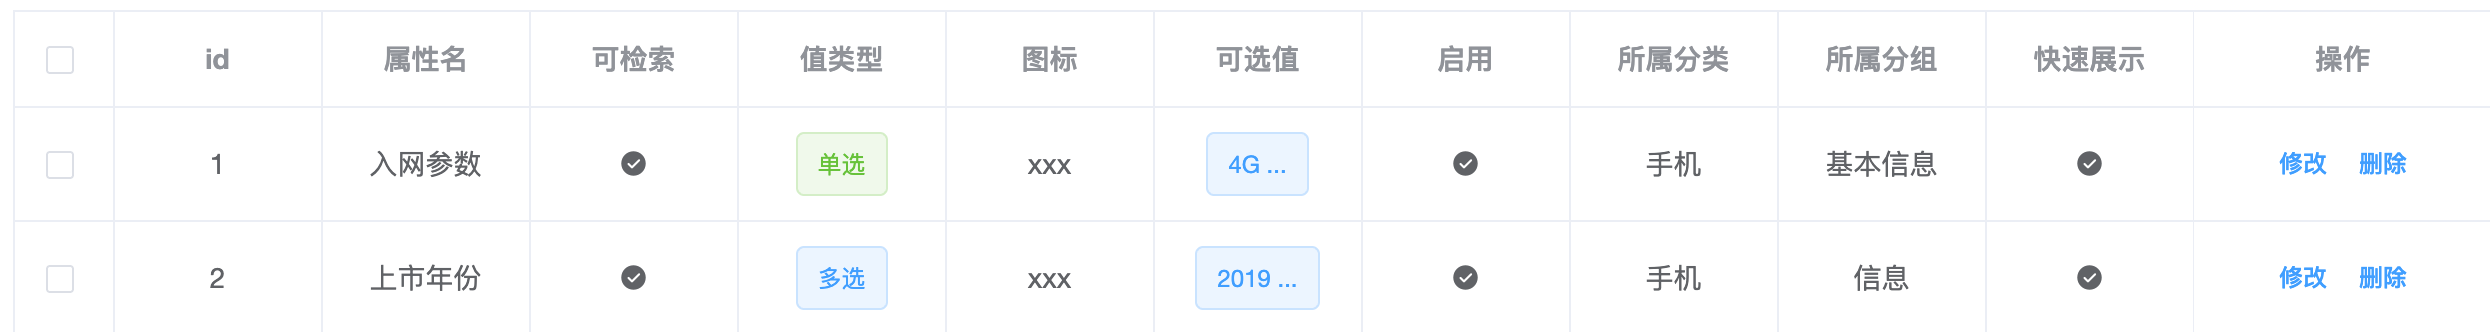 id 属性名 可检索 值类型 图标 可选值 启用 所属分类 所属分组 快速展示 操作
1 入网参数 单选 xxx 4G ... 手机 基本信息 修改 删除
2 上市年份 多选 xxx 2019 ... 手机 信息 修改 删除